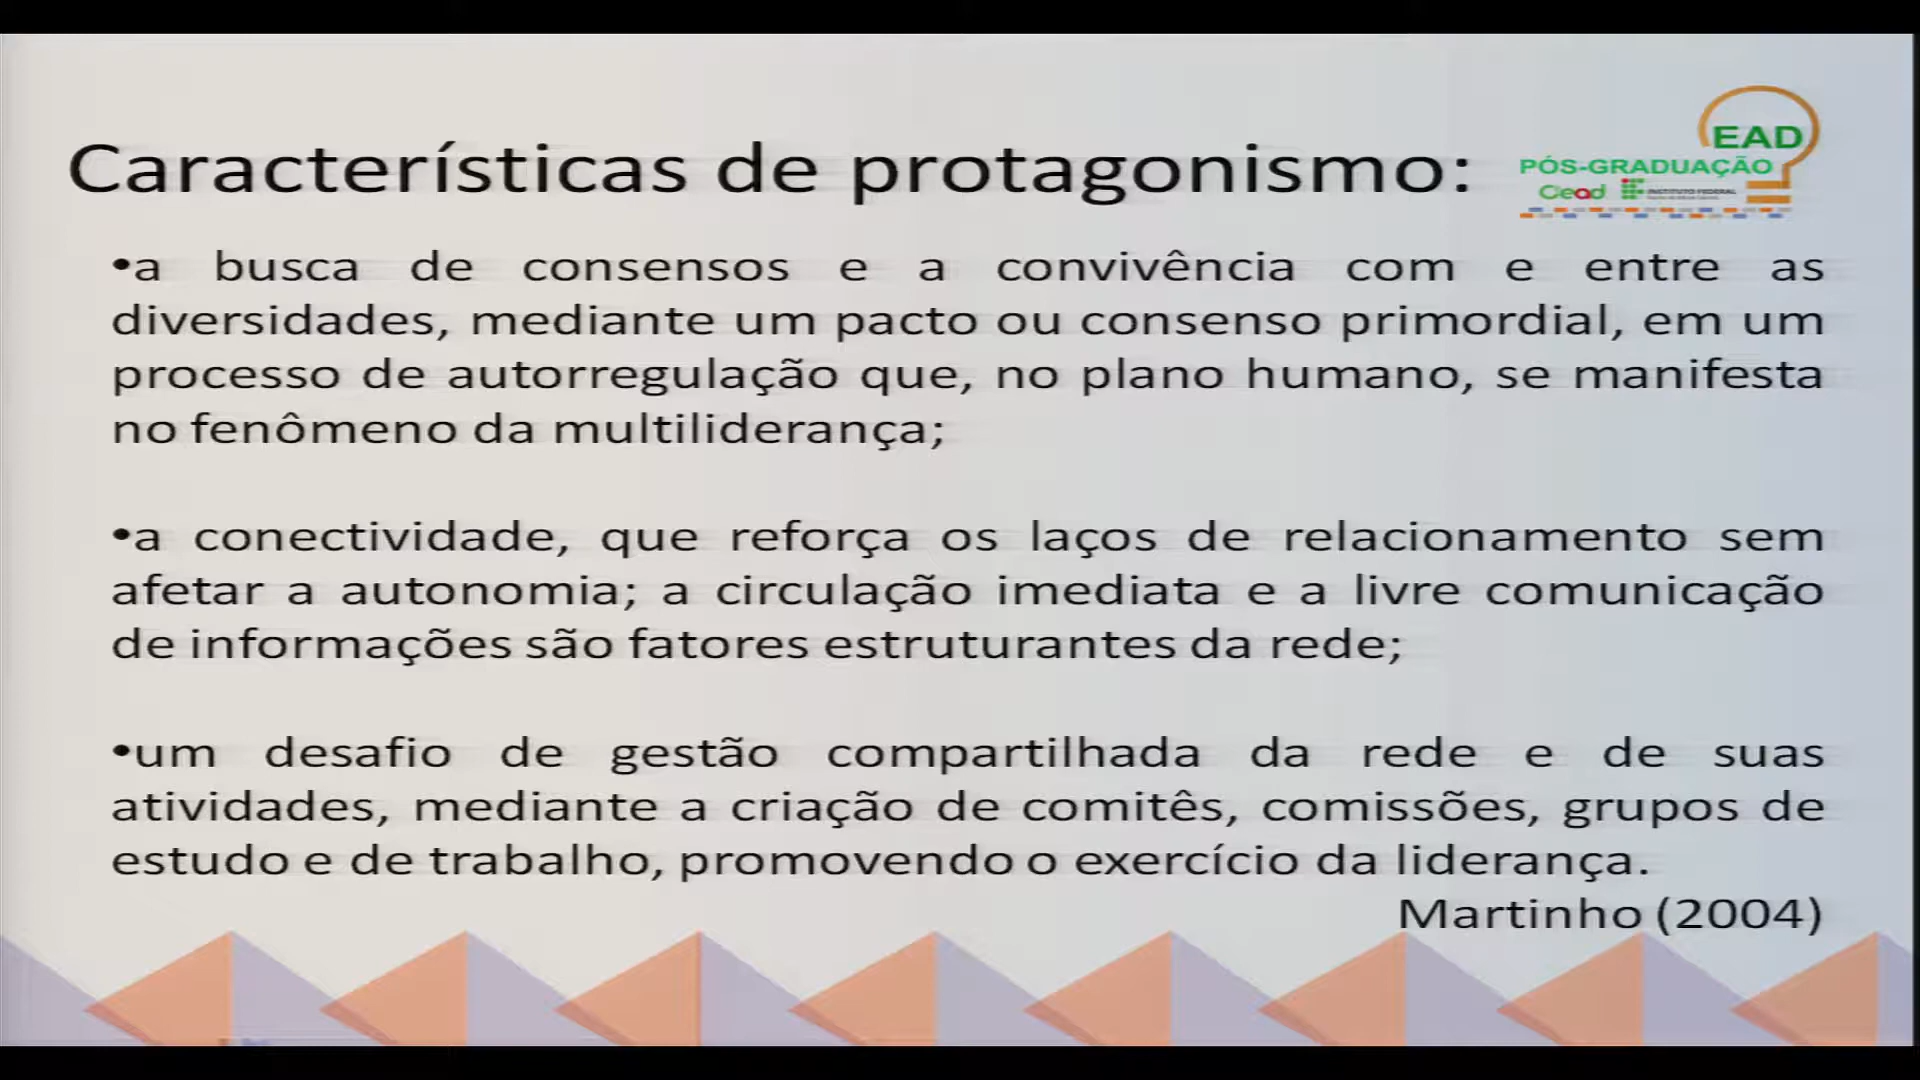 Características de protagonismo:
EAD
PÓS-GRADUAÇÃO
Cead
INSTITUTO FEDERAL
•a busca de consensos e a convivência com e entre as
diversidades, mediante um pacto ou consenso primordial, em um
processo de autorregulação que, no plano humano, se manifesta
no fenômeno da multiliderança;
•a conectividade, que reforça os laços de relacionamento sem
afetar a autonomia; a circulação imediata e a livre comunicação
de informações são fatores estruturantes da rede;
•um desafio de gestão compartilhada da rede e de suas
atividades, mediante a criação de comitês, comissões, grupos de
estudo e de trabalho, promovendo o exercício da liderança.
Martinho (2004)